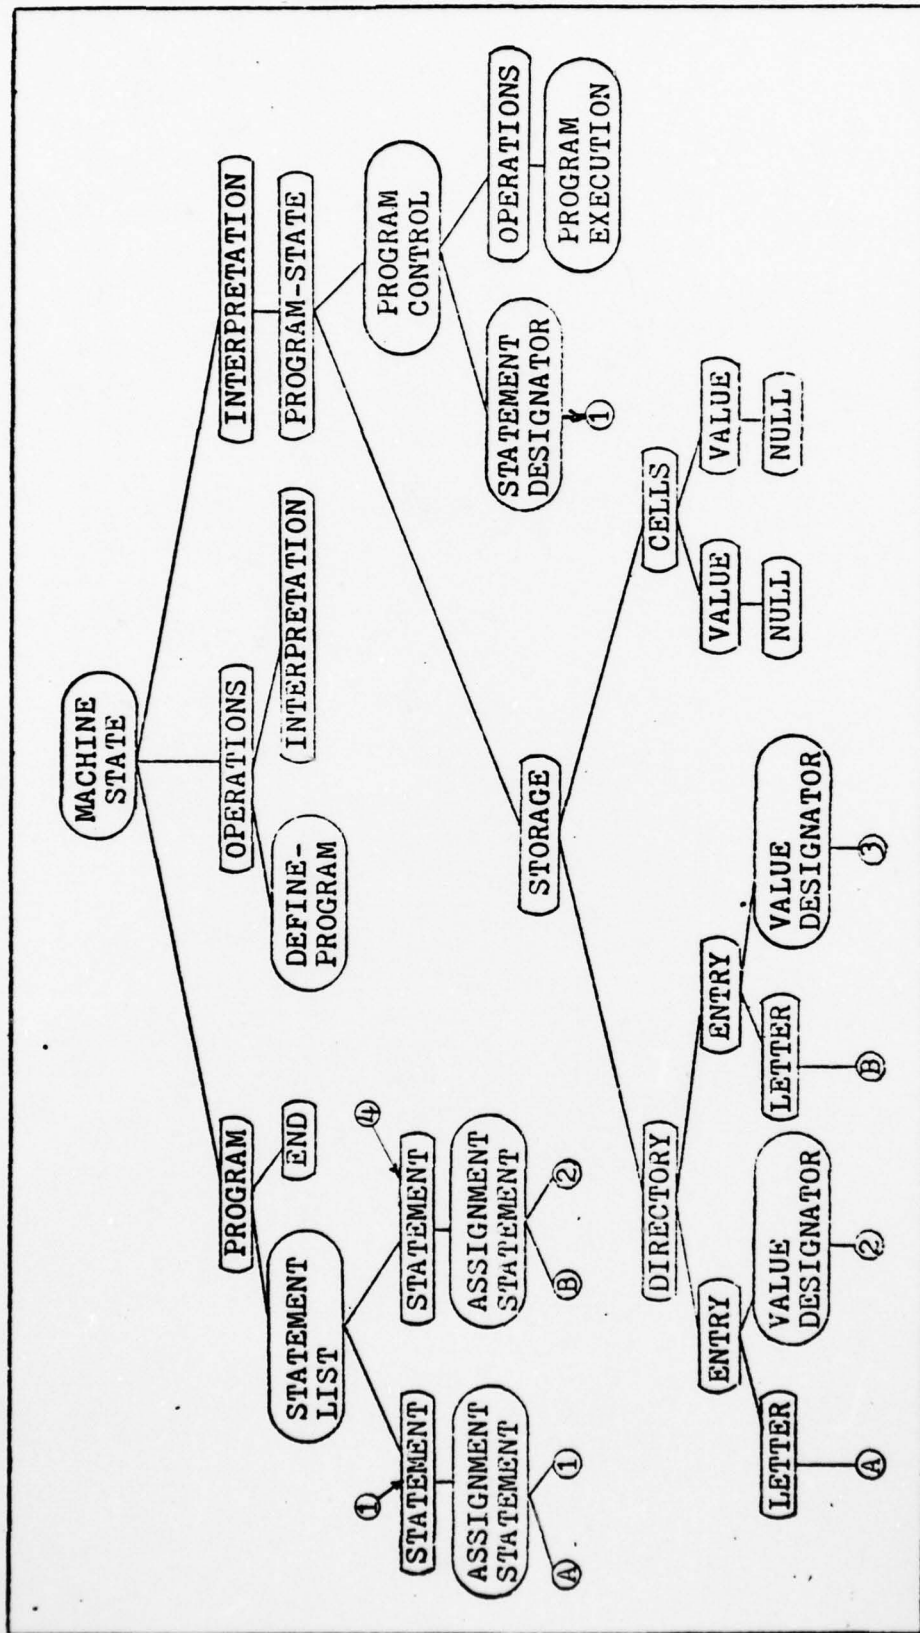 MACHINE
STATE
PROGRAM
OPERATIONS
INTERPRETATION
STATEMENT
LIST
END
DEFINE-
PROGRAM
INTERPRETATION
PROGRAM-STATE
1
STATEMENT
4
STATEMENT
PROGRAM
CONTROL
ASSIGNMENT
STATEMENT
ASSIGNMENT
STATEMENT
STATEMENT
DESIGNATOR
OPERATIONS
A
1
B
2
1
PROGRAM
EXECUTION
STORAGE
DIRECTORY
CELLS
ENTRY
ENTRY
VALUE
VALUE
LETTER
VALUE
DESIGNATOR
LETTER
VALUE
DESIGNATOR
NULL
NULL
A
2
B
3